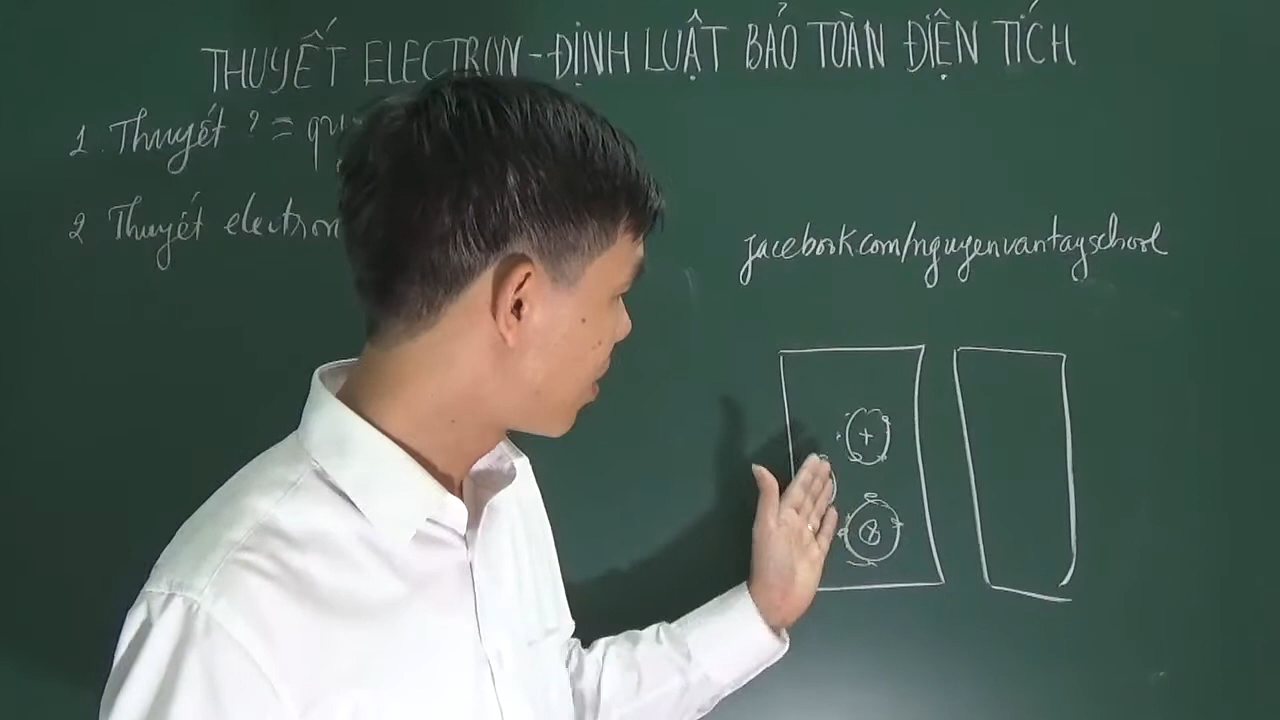 THUYẾT ELECTRON - ĐỊNH LUẬT BẢO TOÀN ĐIỆN TÍCH
1. Thuyết ? =
2 Thuyết electron
facebook.com/nguyenvantayschool
+
+